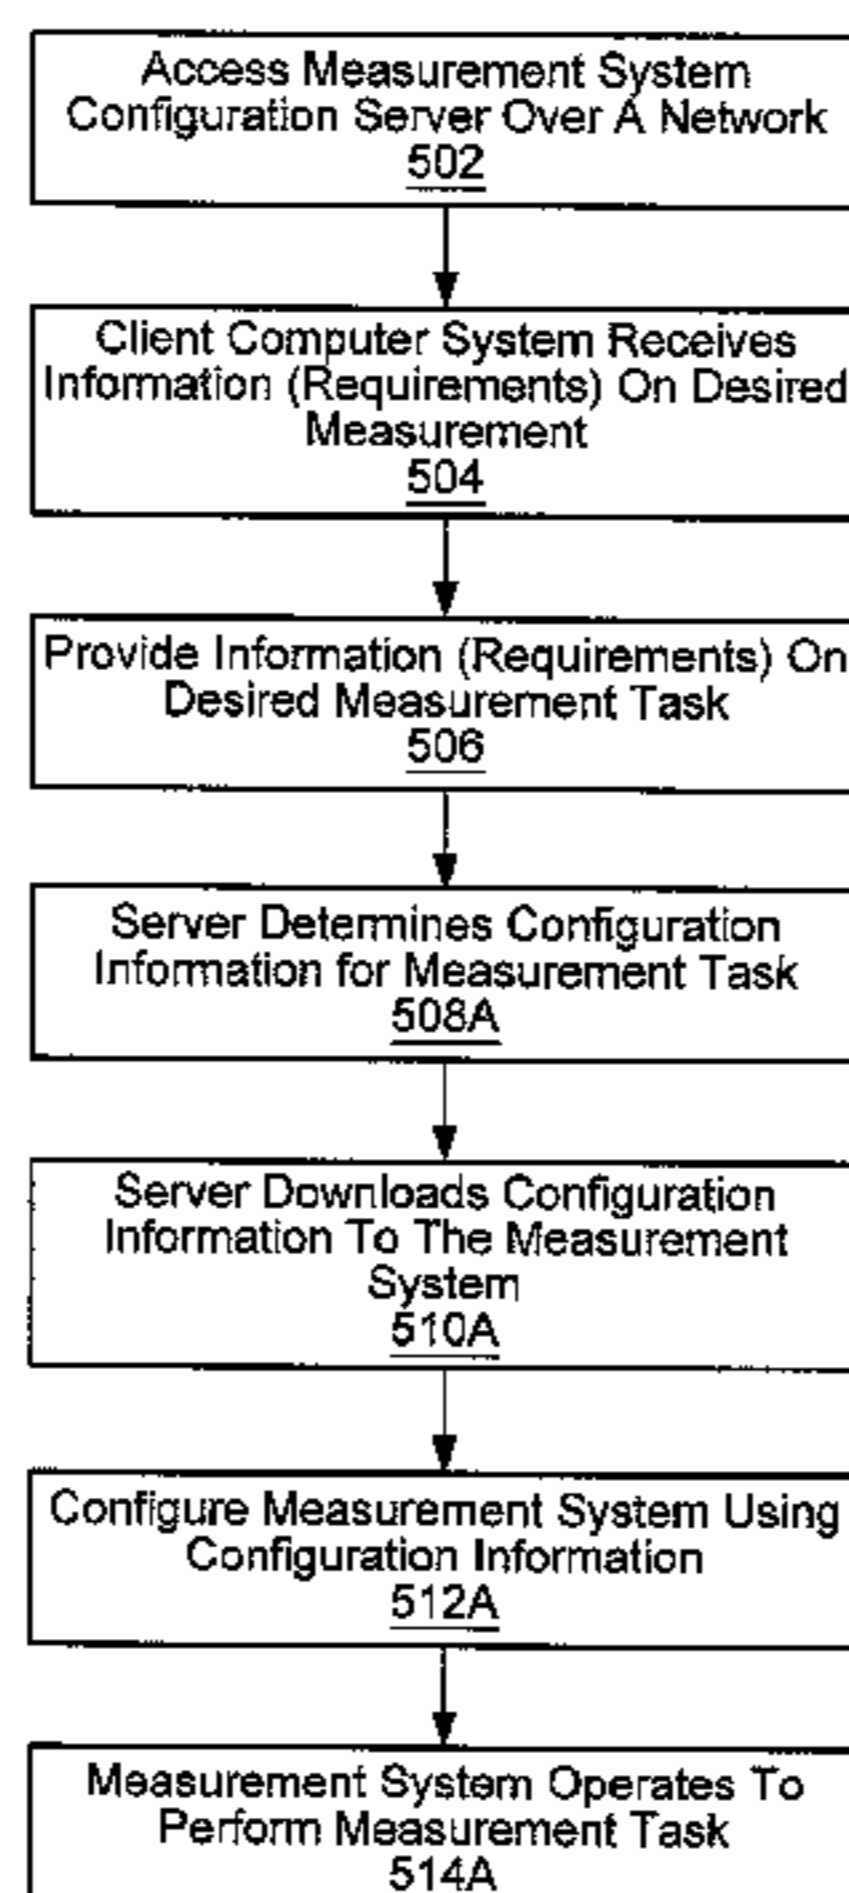 Access Measurement System
Configuration Server Over A Network
502
Client Computer System Receives
Information (Requirements) On Desired
Measurement
504
Provide Information (Requirements) On
Desired Measurement Task
506
Server Determines Configuration
Information for Measurement Task
508A
Server Downloads Configuration
Information To The Measurement
System
510A
Configure Measurement System Using
Configuration Information
512A
Measurement System Operates To
Perform Measurement Task
514A